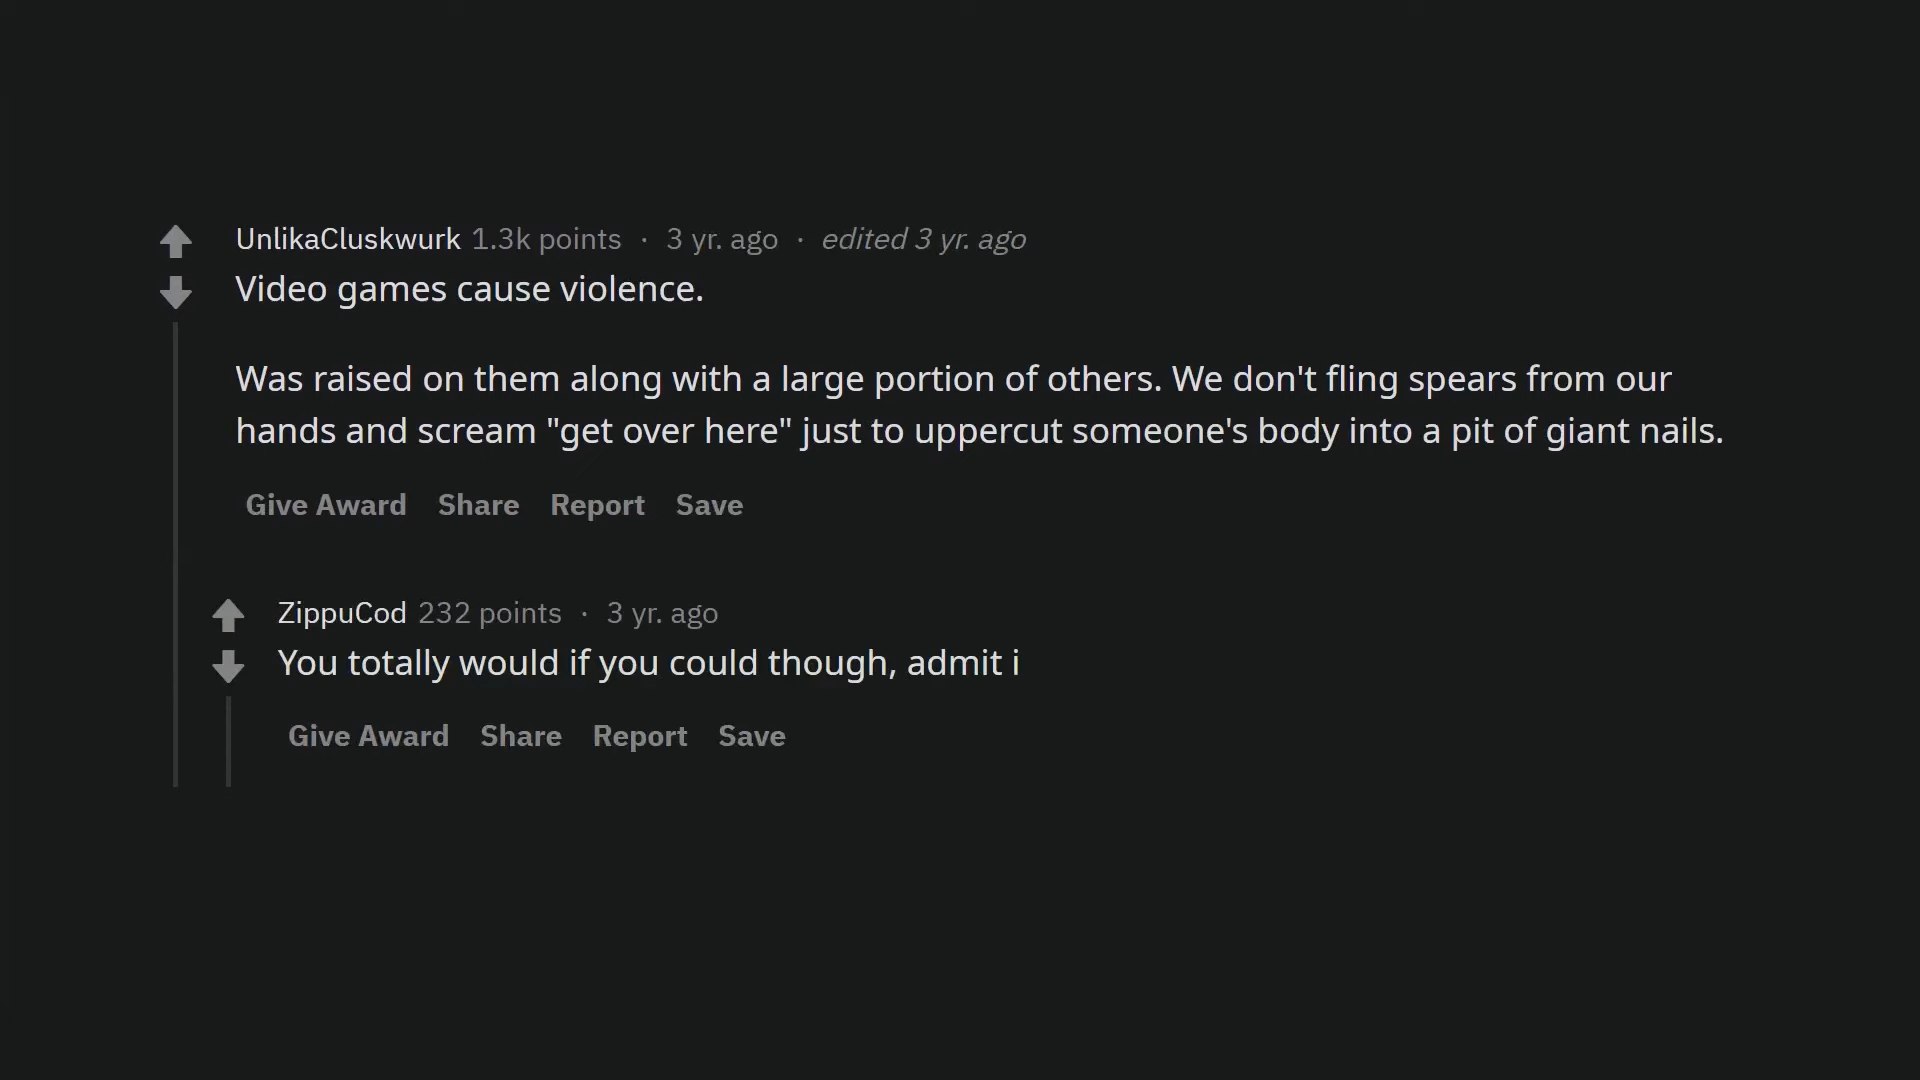 UnlikaCluskwurk 1.3k points · 3 yr. ago · edited 3 yr. ago
Video games cause violence.
Was raised on them along with a large portion of others. We don't fling spears from our
hands and scream "get over here" just to uppercut someone's body into a pit of giant nails.
Give Award Share Report Save
ZippuCod 232 points · 3 yr. ago
You totally would if you could though, admit i
Give Award Share Report Save